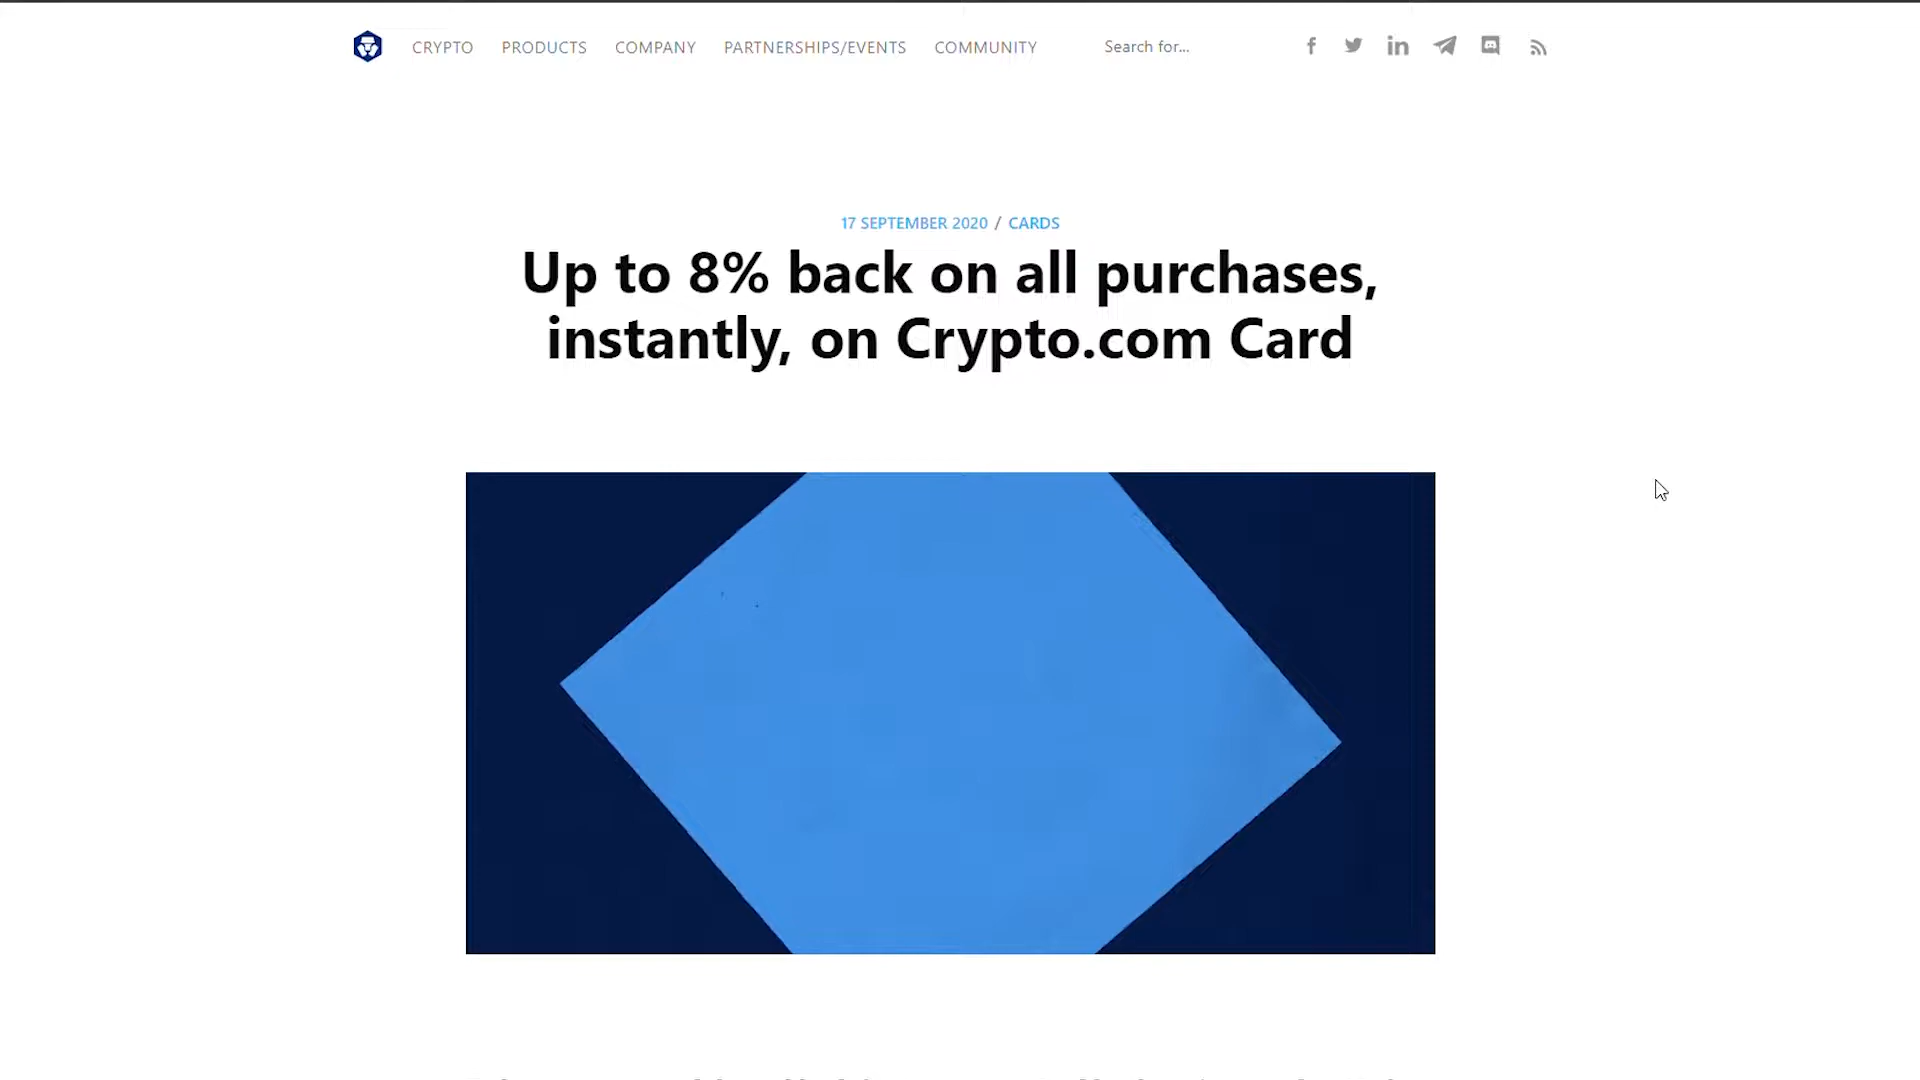 CRYPTO PRODUCTS COMPANY PARTNERSHIPS/EVENTS COMMUNITY Search for...
17 SEPTEMBER 2020 / CARDS
Up to 8% back on all purchases,
instantly, on Crypto.com Card